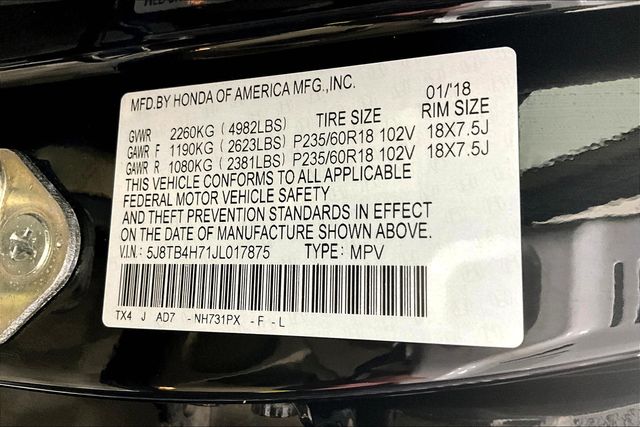 MFD.BY HONDA OF AMERICA MFG.,INC. 01/'18
GVWR 2260KG (4982LBS) TIRE SIZE RIM SIZE
GAWR F 1190KG (2623LBS) P235/60R18 102V 18X7.5J
GAWR R 1080KG (2381LBS) P235/60R18 102V 18X7.5J
THIS VEHICLE CONFORMS TO ALL APPLICABLE
FEDERAL MOTOR VEHICLE SAFETY
AND THEFT PREVENTION STANDARDS IN EFFECT
ON THE DATE OF MANUFACTURE SHOWN ABOVE.
V.I.N.: 5J8TB4H71JL017875 TYPE: MPV
TX4 J AD7 - NH731PX - F - L